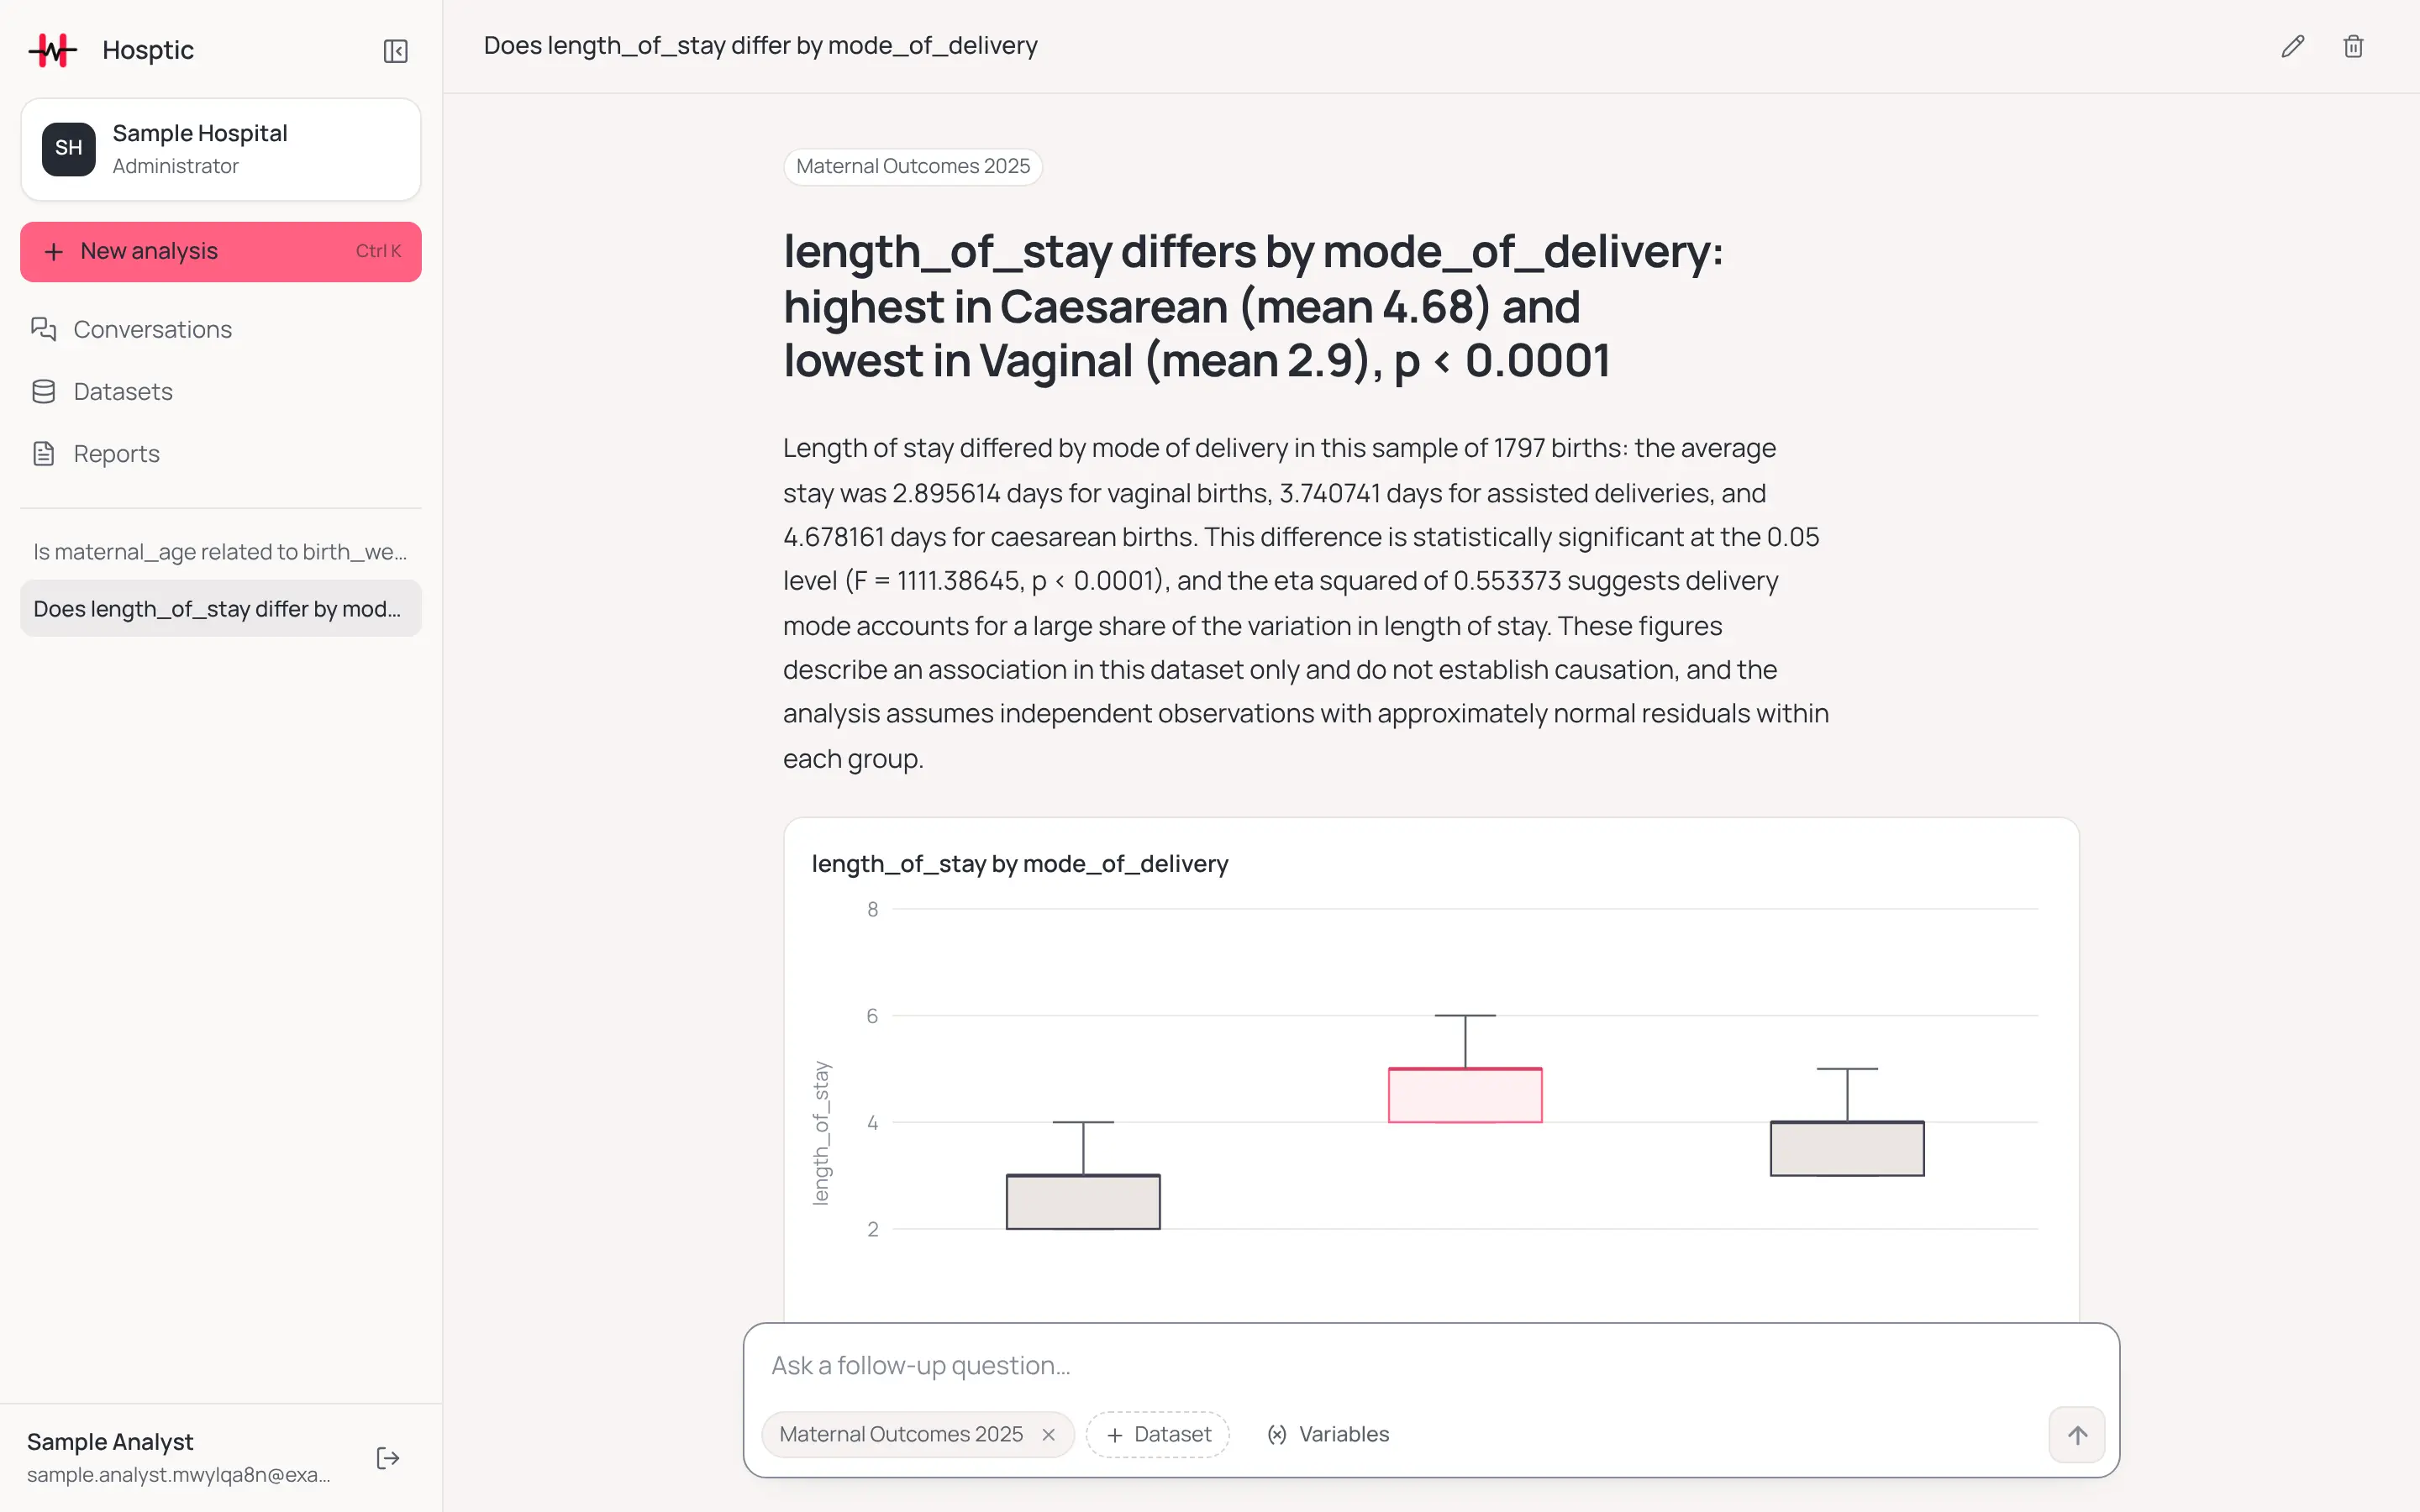 Hosptic
SH
Sample Hospital
Administrator
+ New analysis Ctrl K
Conversations
Datasets
Reports
Is maternal_age related to birth_we...
Does length_of_stay differ by mod...
Sample Analyst
sample.analyst.mwylqa8n@exa...
Does length_of_stay differ by mode_of_delivery
Maternal Outcomes 2025
length_of_stay differs by mode_of_delivery:
highest in Caesarean (mean 4.68) and
lowest in Vaginal (mean 2.9), p < 0.0001
Length of stay differed by mode of delivery in this sample of 1797 births: the average
stay was 2.895614 days for vaginal births, 3.740741 days for assisted deliveries, and
4.678161 days for caesarean births. This difference is statistically significant at the 0.05
level (F = 1111.38645, p < 0.0001), and the eta squared of 0.553373 suggests delivery
mode accounts for a large share of the variation in length of stay. These figures
describe an association in this dataset only and do not establish causation, and the
analysis assumes independent observations with approximately normal residuals within
each group.
length_of_stay by mode_of_delivery
8
6
4
2
length_of_stay
Ask a follow-up question...
Maternal Outcomes 2025 ×
+ Dataset
(x) Variables